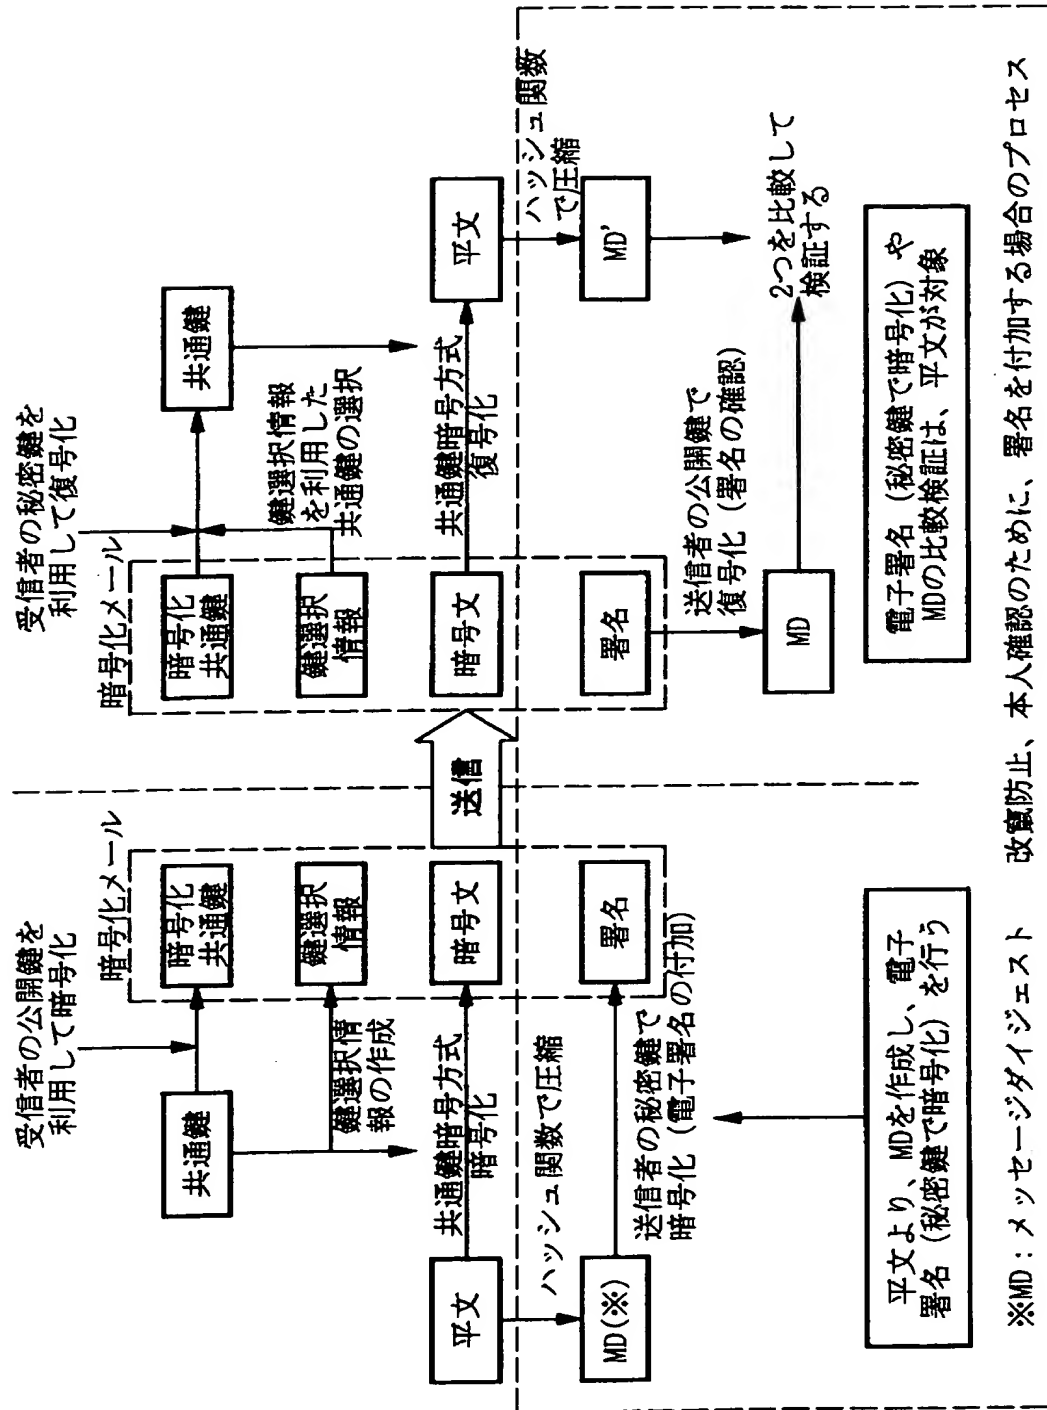 受信者の公開鍵を
利用して暗号化
共通鍵
暗号化メール
暗号化
共通鍵
鍵選択情
報の作成
鍵選択
情報
平文
共通鍵暗号方式
暗号化
暗号文
ハッシュ関数で圧縮
MD(※)
送信者の秘密鍵で
暗号化(電子署名の付加)
署名
平文より、MDを作成し、電子
署名(秘密鍵で暗号化)を行う
送信
受信者の秘密鍵を
利用して復号化
暗号化メール
暗号化
共通鍵
共通鍵
鍵選択
情報
鍵選択情報
を利用した
共通鍵の選択
暗号文
共通鍵暗号方式
復号化
平文
ハッシュ関数
で圧縮
署名
送信者の公開鍵で
復号化(署名の確認)
MD
MD'
2つを比較して
検証する
電子署名(秘密鍵で暗号化)や
MDの比較検証は、平文が対象
※MD:メッセージダイジェスト
改竄防止、本人確認のために、署名を付加する場合のプロセス